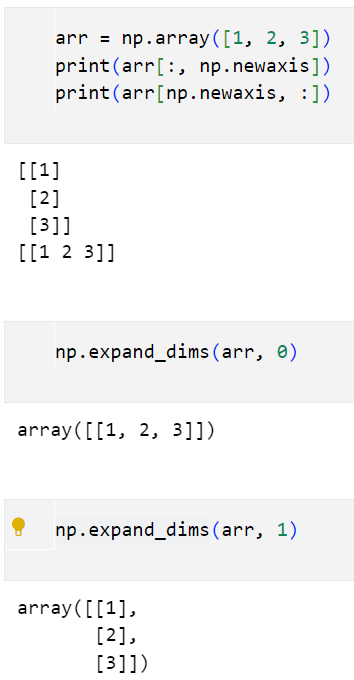 arr = np.array([1, 2, 3])
print(arr[:, np.newaxis])
print(arr[np.newaxis, :])
[[1]
 [2]
 [3]]
[[1 2 3]]
np.expand_dims(arr, 0)
array([[1, 2, 3]])
np.expand_dims(arr, 1)
array([[1],
       [2],
       [3]])